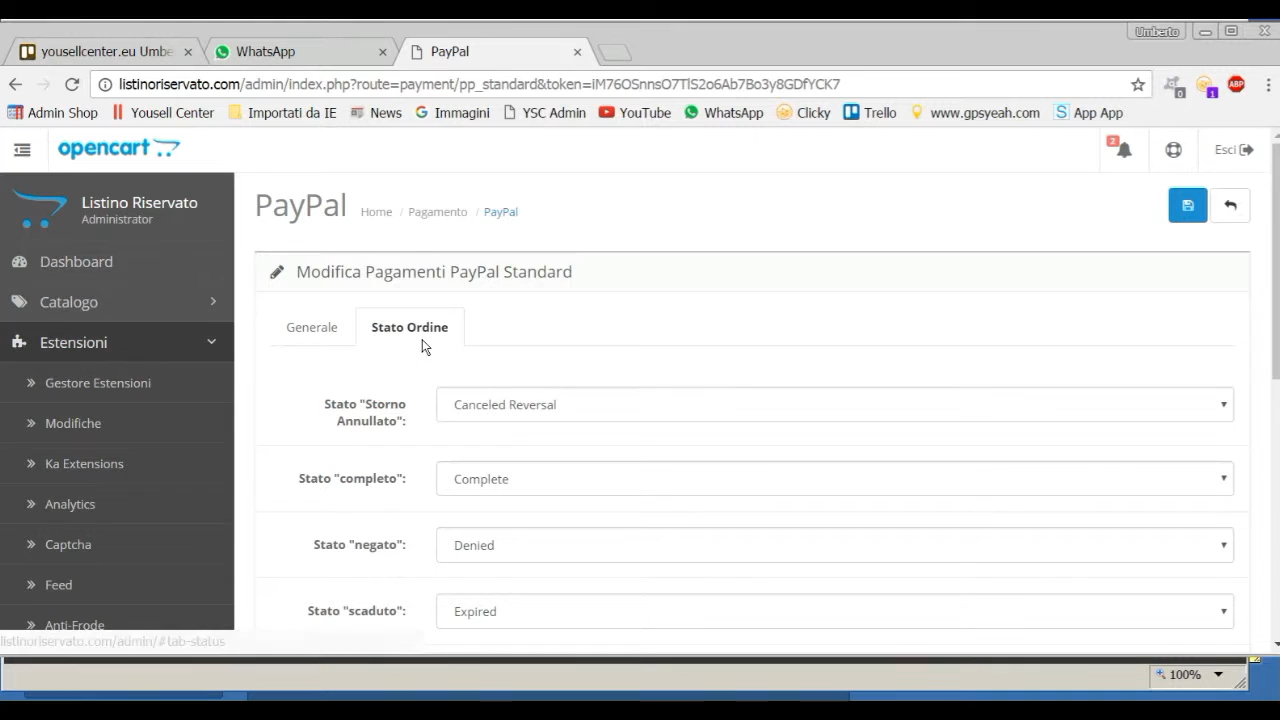 Umberto
yousellcenter.eu Umbe
WhatsApp
PayPal
listinoriservato.com/admin/index.php?route=payment/pp_standard&token=iM76OSnnsO7TlS2o6Ab7Bo3y8GDfYCK7
0
1
ABP
Admin Shop
Yousell Center
Importati da IE
News
Immagini
YSC Admin
YouTube
WhatsApp
Clicky
Trello
www.gpsyeah.com
App App
opencart
2
Esci
Listino Riservato
Administrator
PayPal
Home / Pagamento / PayPal
Dashboard
Catalogo
Estensioni
Gestore Estensioni
Modifiche
Ka Extensions
Analytics
Captcha
Feed
Anti-Frode
Modifica Pagamenti PayPal Standard
Generale
Stato Ordine
Stato "Storno
Annullato":
Canceled Reversal
Stato "completo":
Complete
Stato "negato":
Denied
Stato "scaduto":
Expired
listinoriservato.com/admin/#tab-status
100%